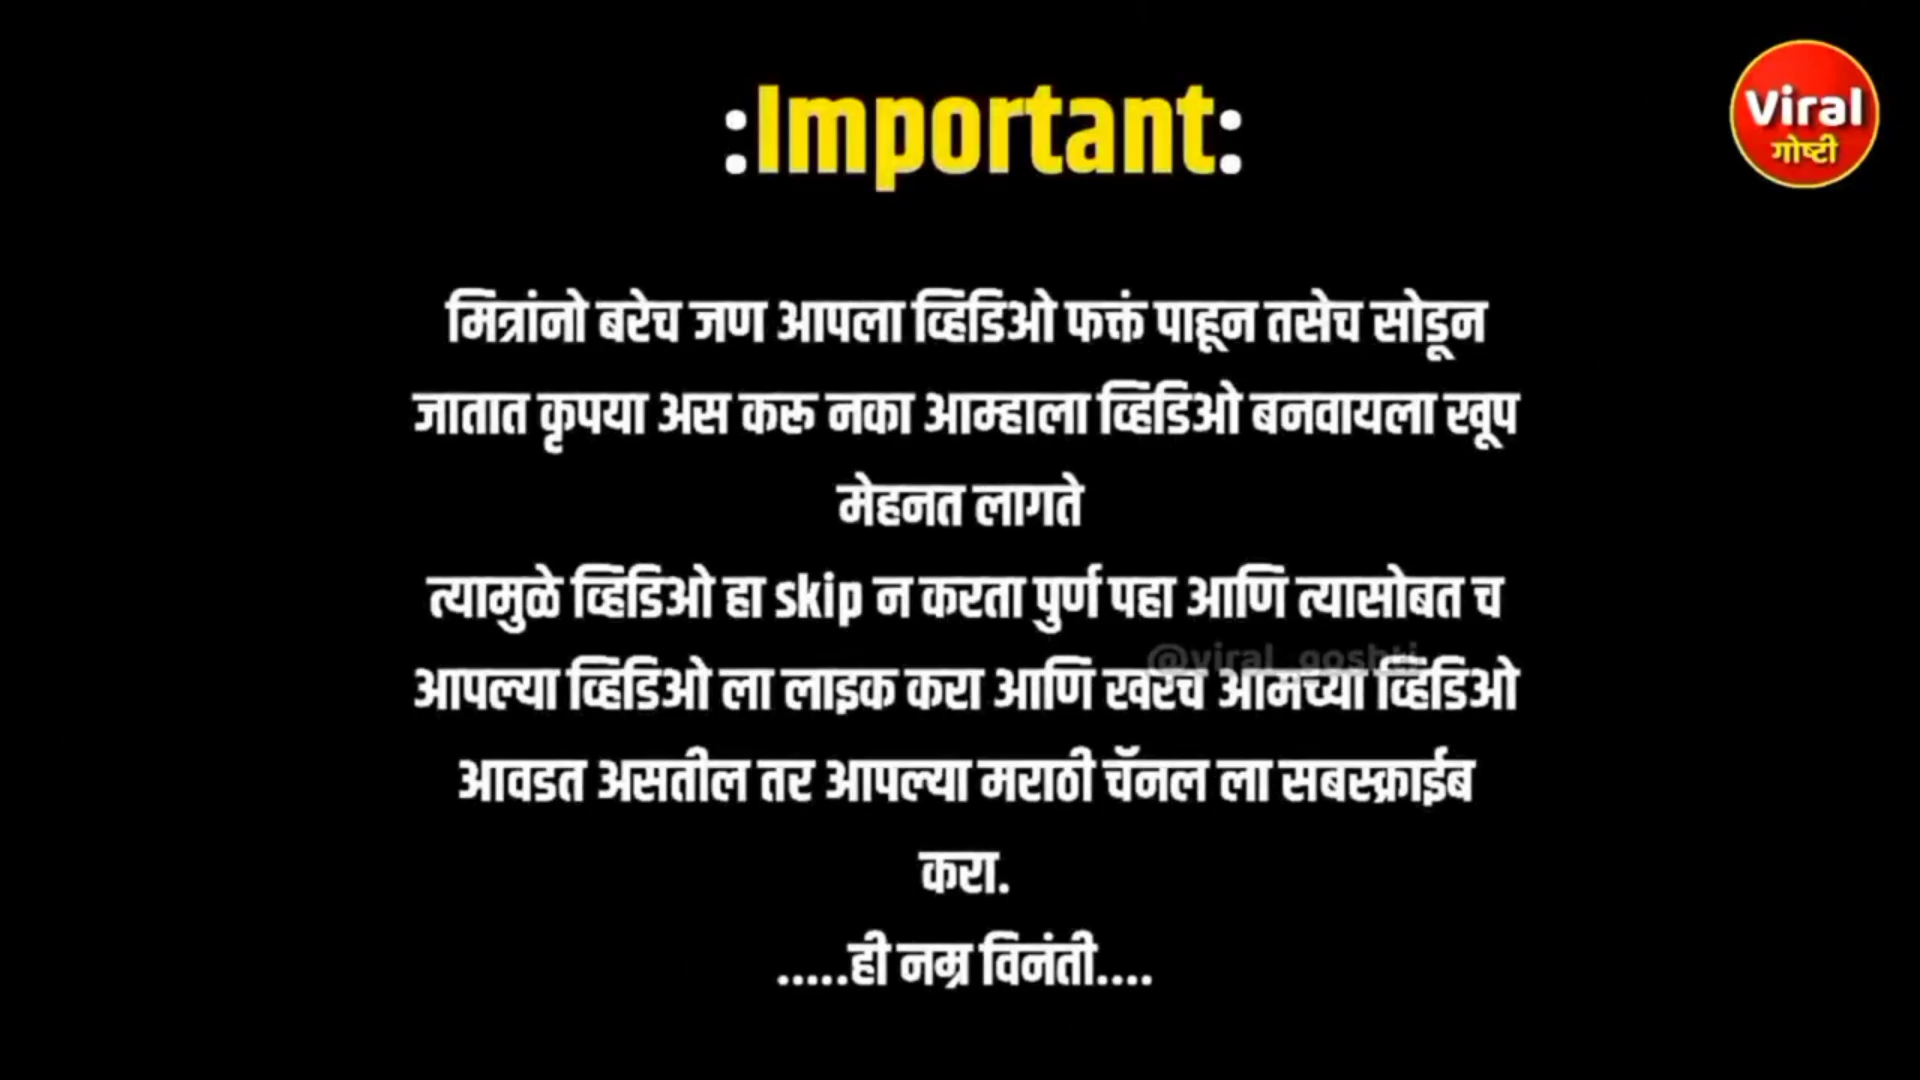 :Important:
Viral
गोष्टी
मित्रांनो बरेच जण आपला व्हिडिओ फक्तं पाहून तसेच सोडून
जातात कृपया अस करू नका आम्हाला व्हिडिओ बनवायला खूप
मेहनत लागते
त्यामुळे व्हिडिओ हा skip न करता पुर्ण पहा आणि त्यासोबत च
@viral_goshti
आपल्या व्हिडिओ ला लाइक करा आणि खरंच आमच्या व्हिडिओ
आवडत असतील तर आपल्या मराठी चॅनल ला सबस्क्राईब
करा.
.....ही नम्र विनंती....